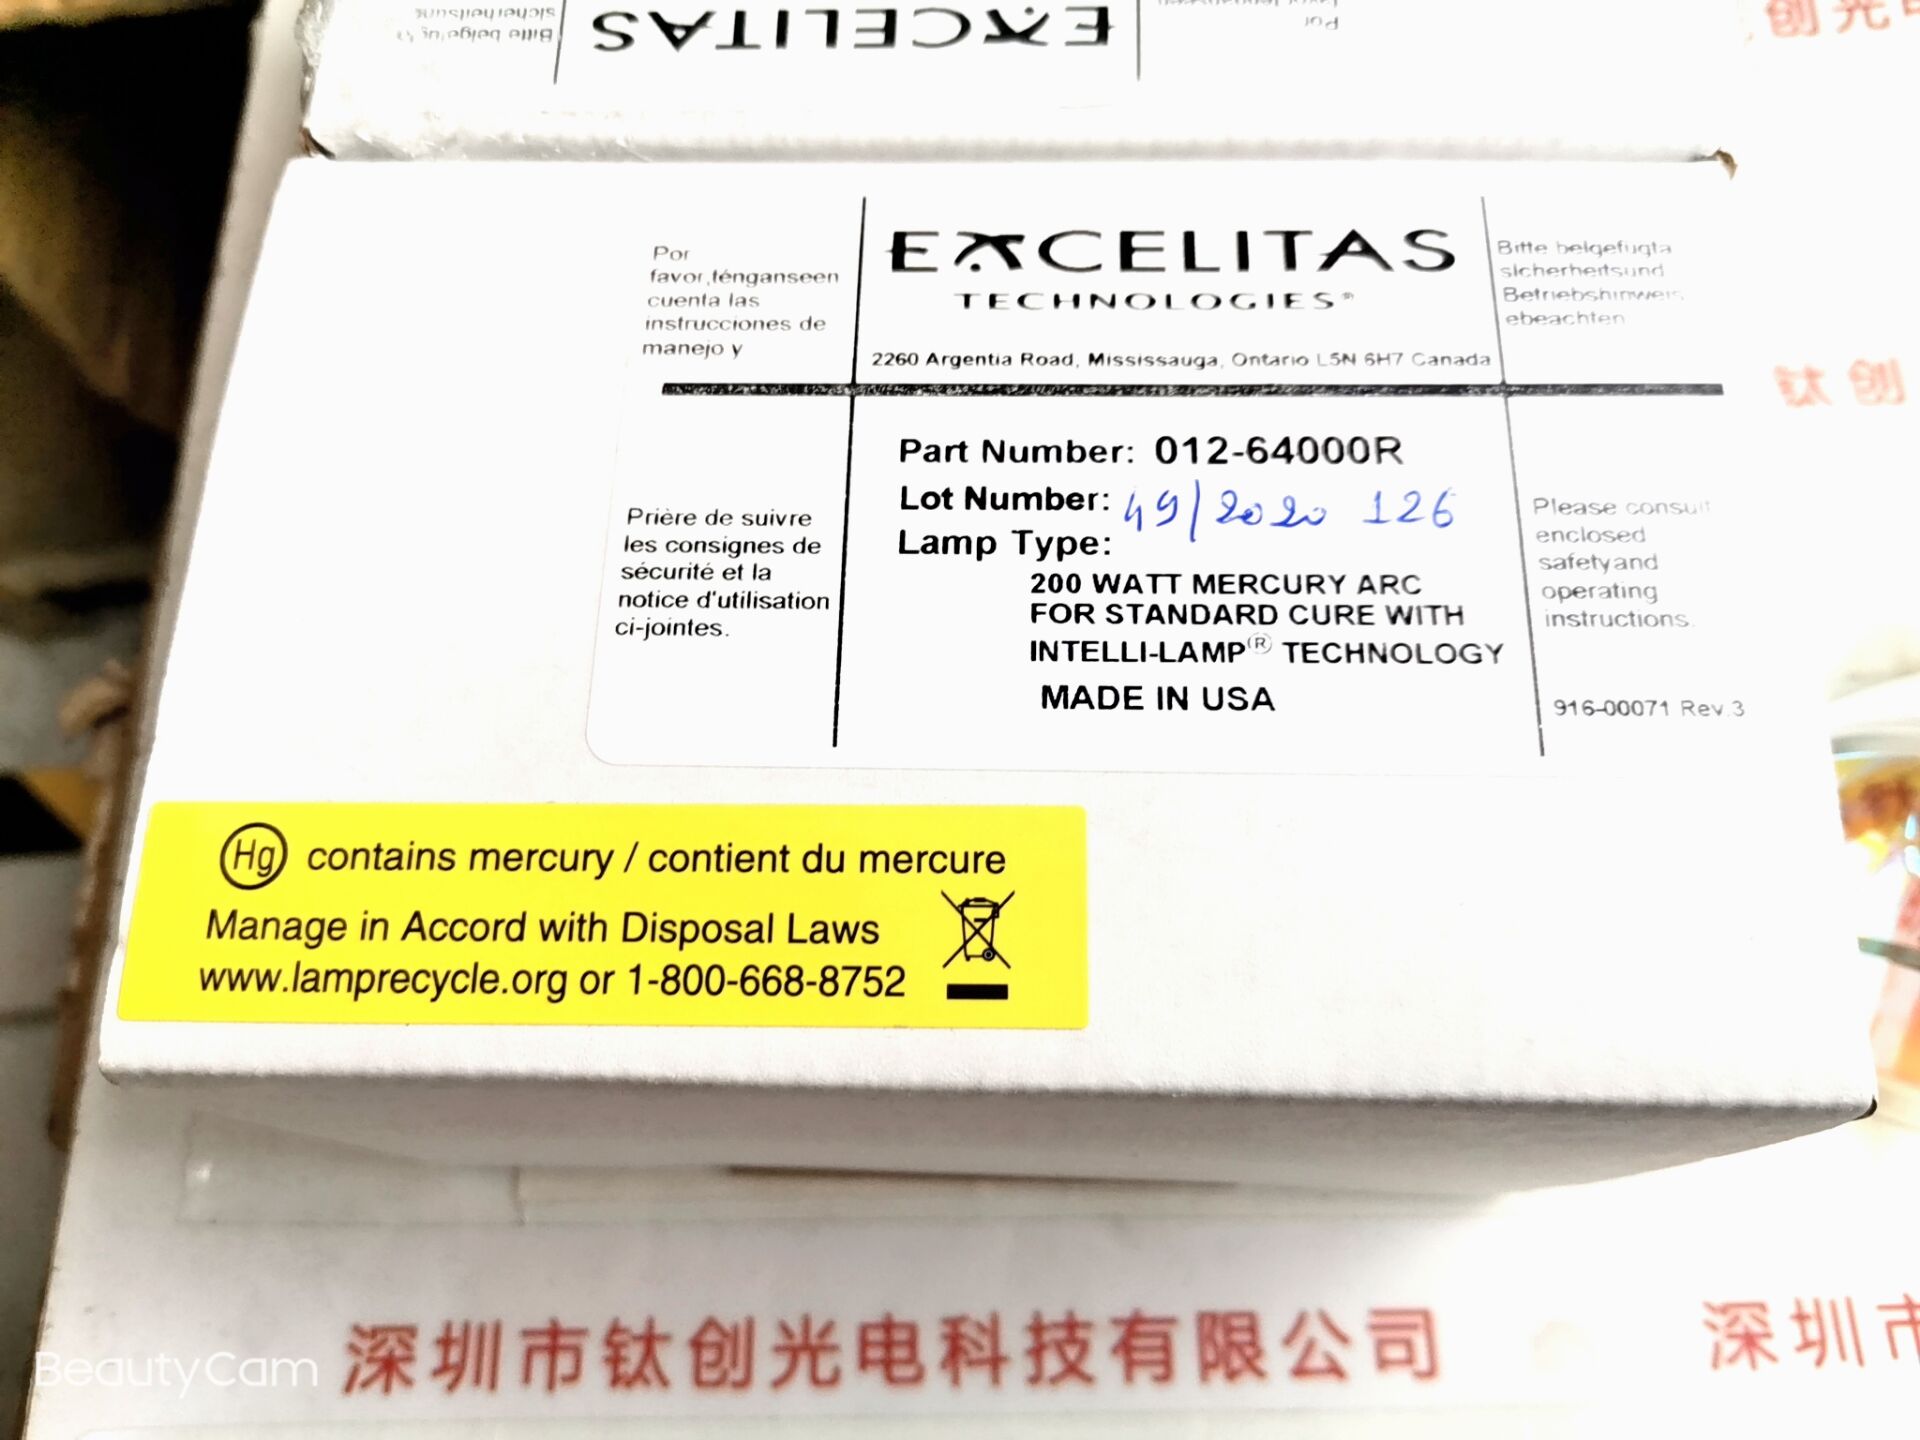 EXCELITAS
Por
favor,ténganseen
cuenta las
instrucciones de
manejo y
EXCELITAS
TECHNOLOGIES®
2260 Argentia Road, Mississauga, Ontario L5N 6H7 Canada
Bitte beigefugta
sicherheitsund
Betriebshinweis
ebeachten
Prière de suivre
les consignes de
sécurité et la
notice d'utilisation
ci-jointes.
Part Number: 012-64000R
Lot Number: 49/2020 126
Lamp Type:
200 WATT MERCURY ARC
FOR STANDARD CURE WITH
INTELLI-LAMP® TECHNOLOGY
MADE IN USA
Please consult
enclosed
safetyand
operating
instructions.
916-00071 Rev.3
Hg contains mercury / contient du mercure
Manage in Accord with Disposal Laws
www.lamprecycle.org or 1-800-668-8752
钛创
深圳市钛创光电科技有限公司
深圳市
BeautyCam